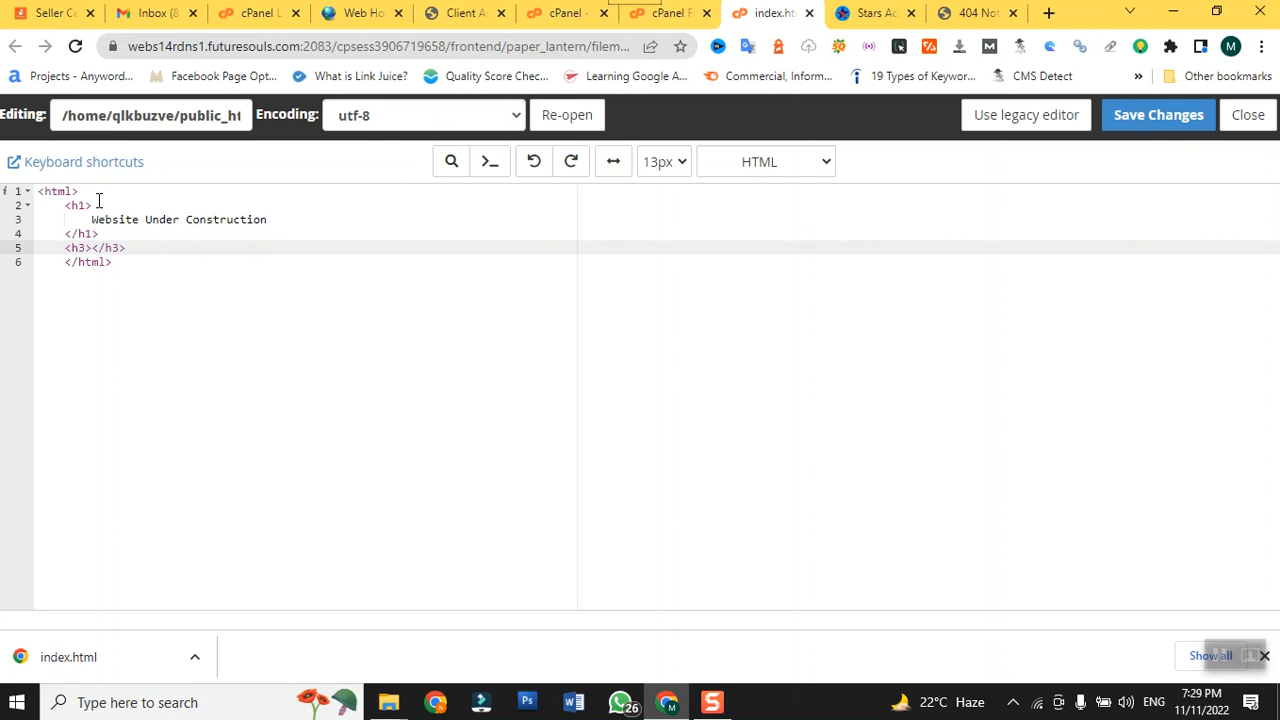 Seller Ce
Inbox (8
cPanel L
Web Ho
Client A
cPanel -
cPanel F
index.ht
Stars Ac
404 Not
webs14rdns1.futuresouls.com:2083/cpsess3906719658/frontend/paper_lantern/filem...
M
Projects - Anyword...
Facebook Page Opt...
What is Link Juice?
Quality Score Chec...
Learning Google A...
Commercial, Inform...
19 Types of Keywor...
CMS Detect
»
Other bookmarks
Editing:
/home/qlkbuzve/public_ht
Encoding:
utf-8
Re-open
Use legacy editor
Save Changes
Close
Keyboard shortcuts
13px
HTML
1 <html>
2 <h1>
3 Website Under Construction
4 </h1>
5 <h3></h3>
6 </html>
index.html
Show all
Type here to search
Ps
26
M
S
22°C Haze
ENG
7:29 PM
11/11/2022